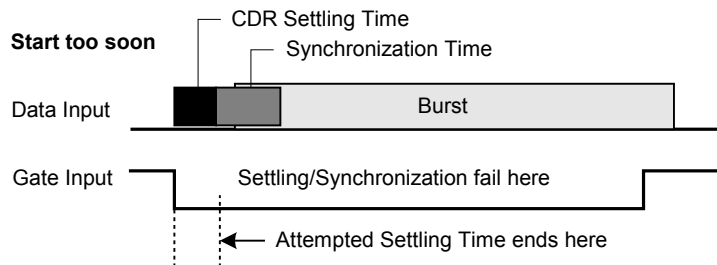 CDR Settling Time
Start too soon
Synchronization Time
Data Input
Burst
Gate Input
Settling/Synchronization fail here
Attempted Settling Time ends here